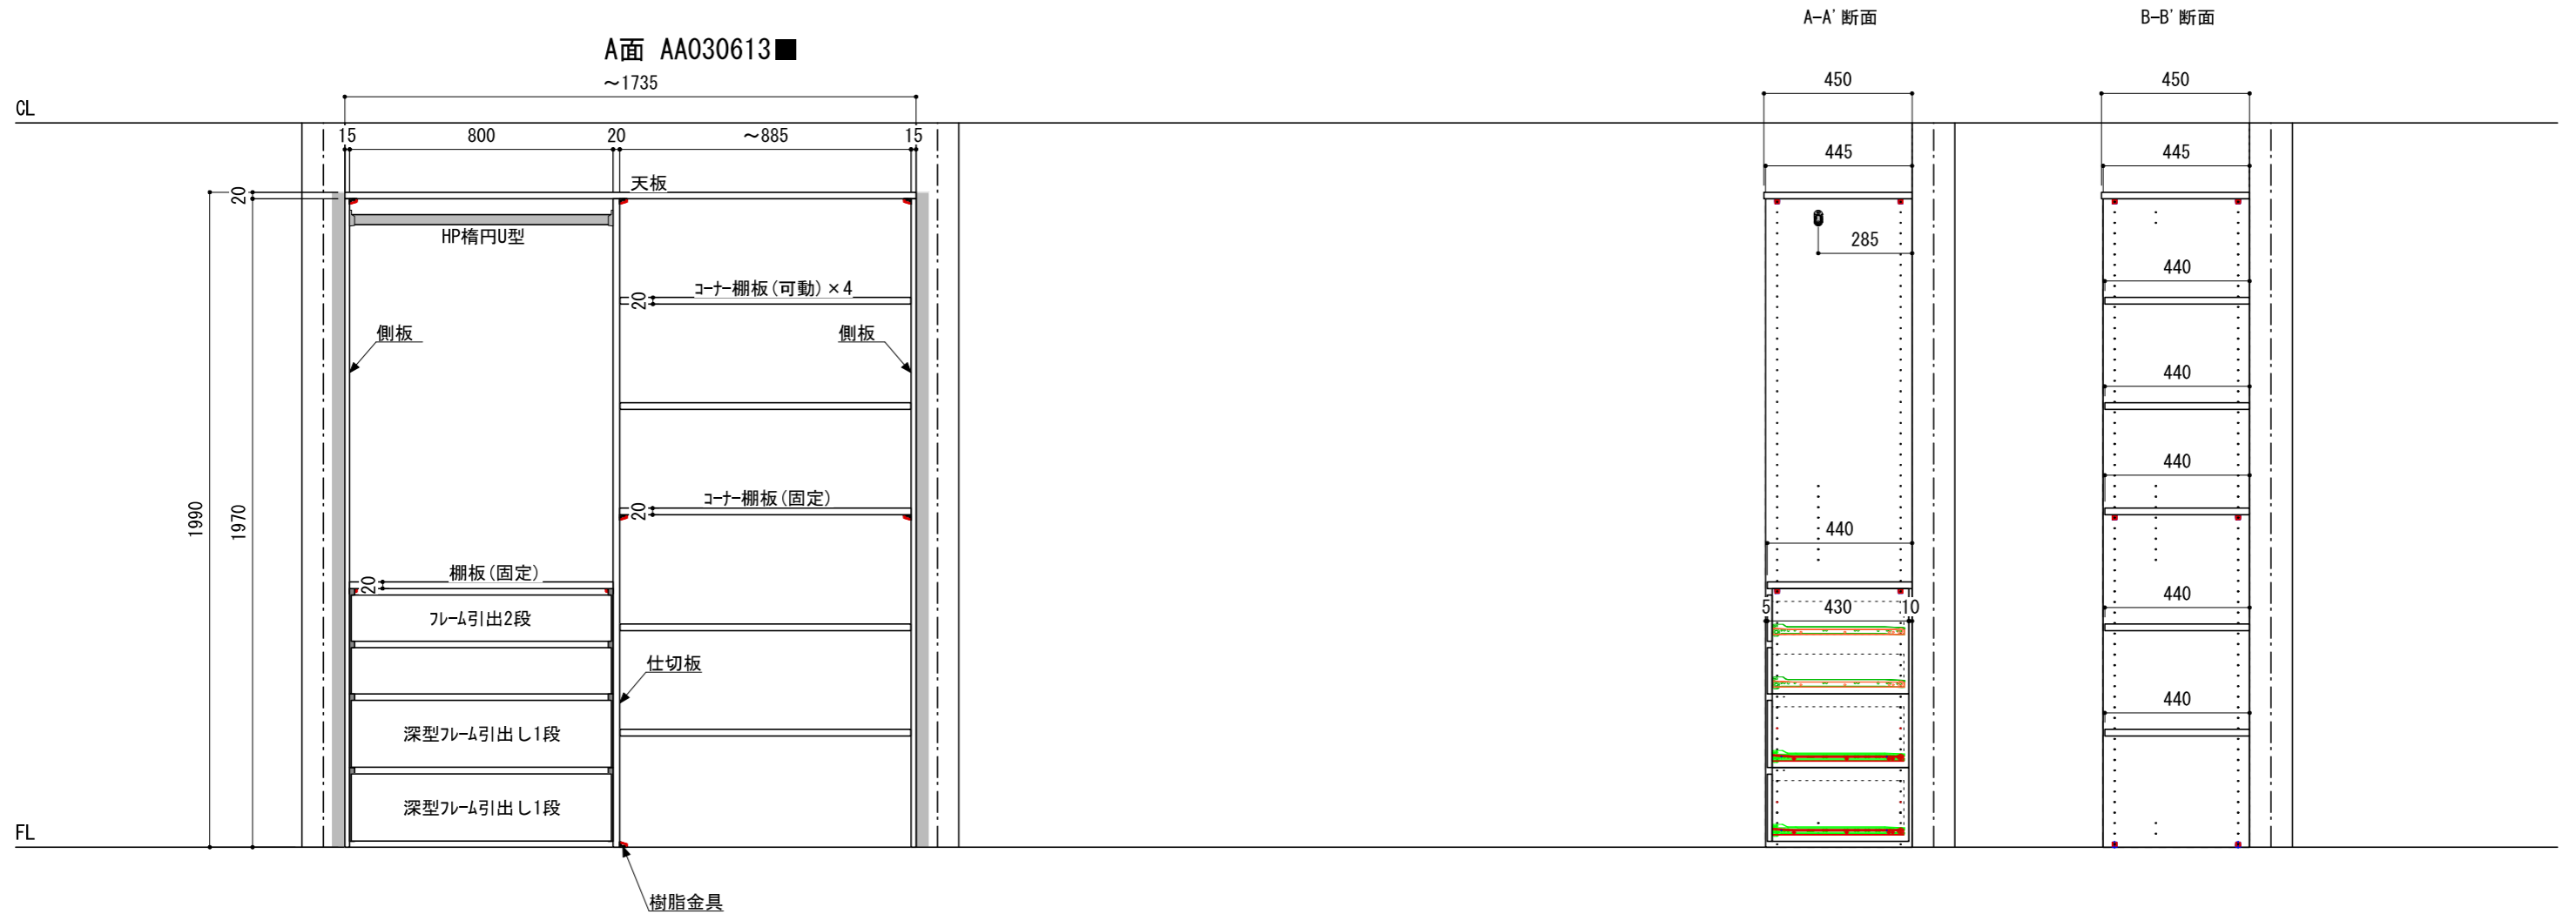 A-A' 断面
B-B' 断面
A面 AA030613■
～1735
450
450
CL
15
800
20
～885
15
445
445
天板
20
HP楕円U型
285
440
コーナー棚板(可動)×4
20
側板
側板
440
440
コーナー棚板(固定)
20
1990
1970
440
棚板(固定)
20
5
430
10
440
フレーム引出2段
仕切板
440
深型フレーム引出し1段
深型フレーム引出し1段
FL
樹脂金具